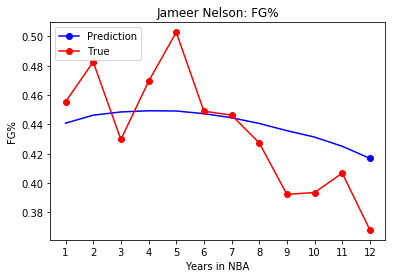 Jameer Nelson: FG%
Prediction
True
FG%
0.50
0.48
0.46
0.44
0.42
0.40
0.38
1 2 3 4 5 6 7 8 9 10 11 12
Years in NBA